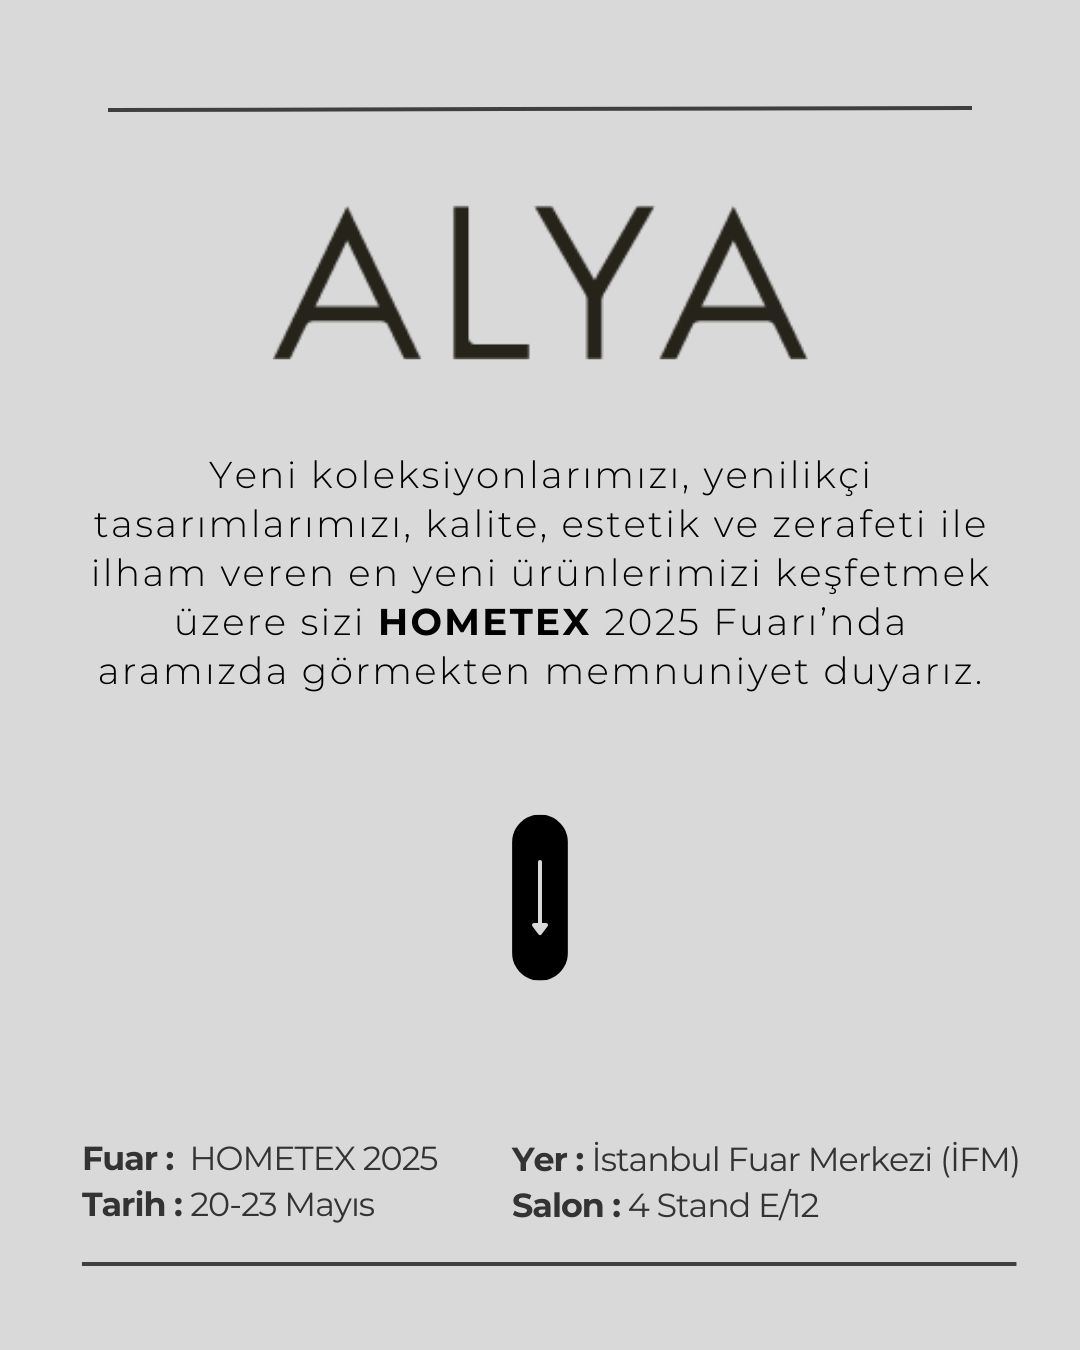 ALYA
Yeni koleksiyonlarımızı, yenilikçi
tasarımlarımızı, kalite, estetik ve zerafeti ile
ilham veren en yeni ürünlerimizi keşfetmek
üzere sizi HOMETEX 2025 Fuarı’nda
aramızda görmekten memnuniyet duyarız.
Fuar : HOMETEX 2025
Tarih : 20-23 Mayıs
Yer : İstanbul Fuar Merkezi (İFM)
Salon : 4 Stand E/12